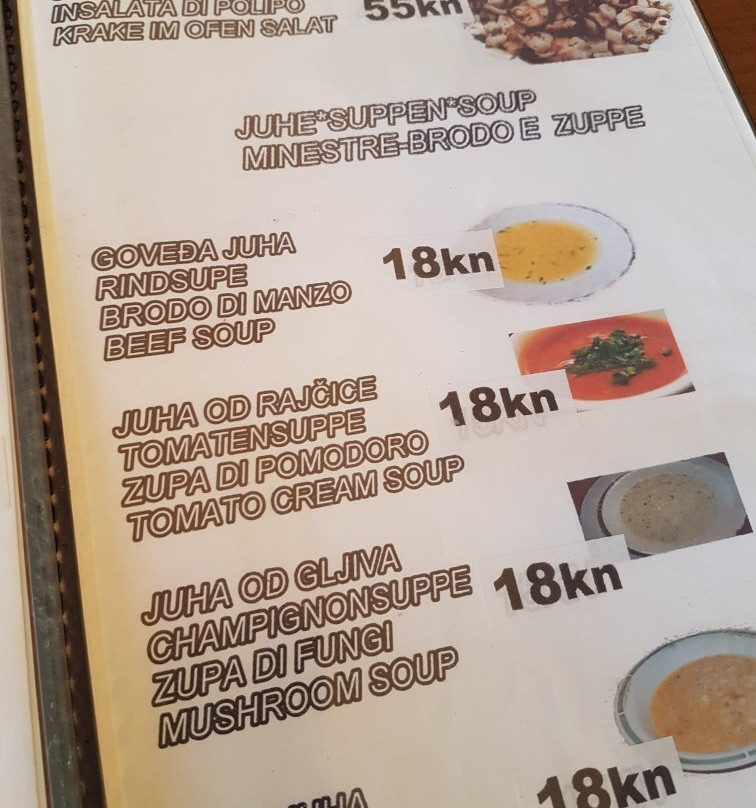 INSALATA DI POLIPO
KRAKE IM OFEN SALAT
55kn
JUHE*SUPPEN*SOUP
MINESTRE-BRODO E ZUPPE
GOVEĐA JUHA
RINDSUPE
BRODO DI MANZO
BEEF SOUP
18kn
JUHA OD RAJČICE
TOMATENSUPPE
ZUPA DI POMODORO
TOMATO CREAM SOUP
18kn
JUHA OD GLJIVA
CHAMPIGNONSUPPE
ZUPA DI FUNGI
MUSHROOM SOUP
18kn
JUHA
18kn